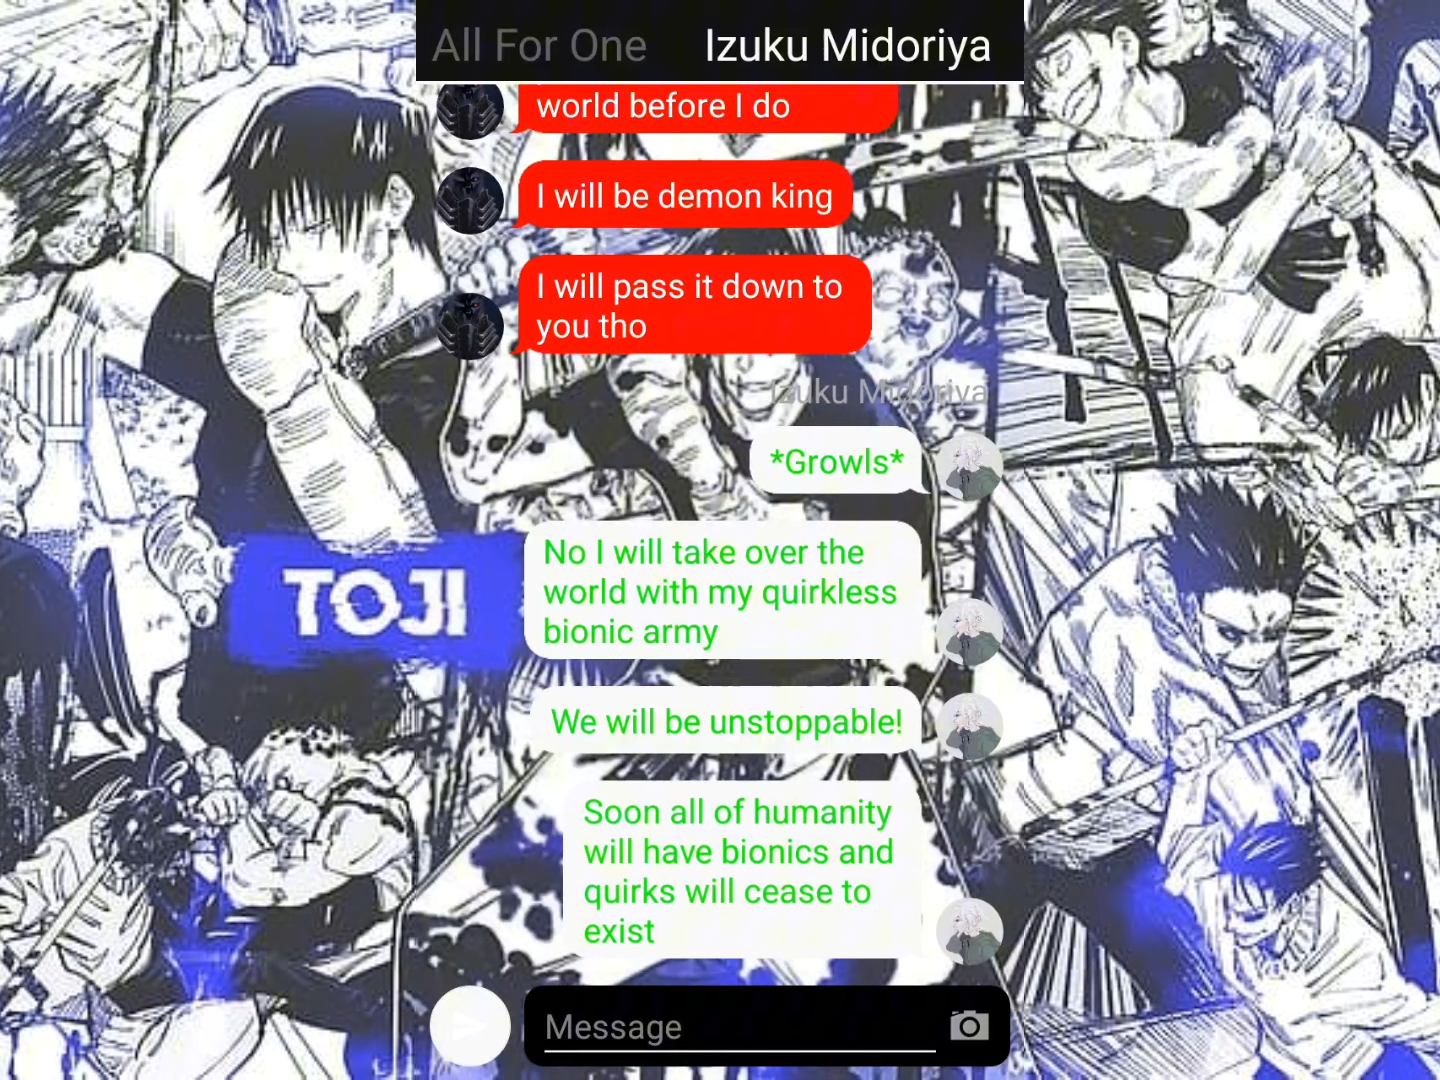 All For One Izuku Midoriya
world before I do
I will be demon king
I will pass it down to
you tho
Izuku Midoriya
*Growls*
No I will take over the
world with my quirkless
bionic army
TOJI
We will be unstoppable!
Soon all of humanity
will have bionics and
quirks will cease to
exist
Message